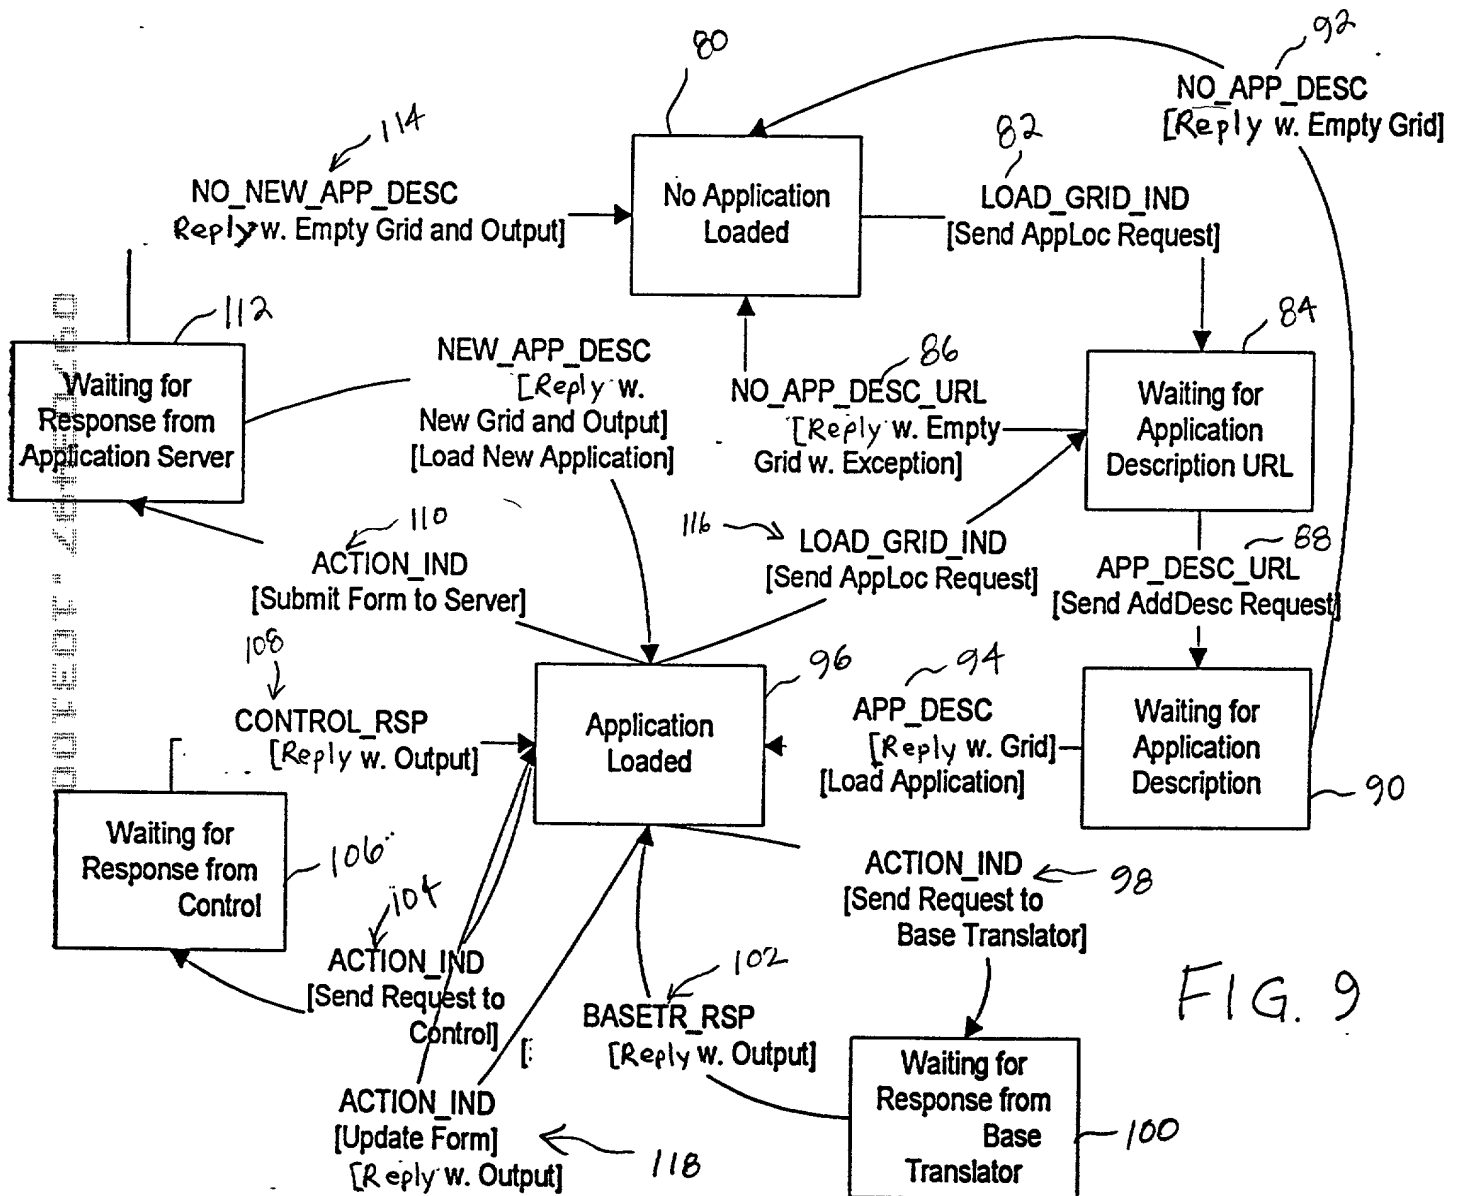 80
92
NO_APP_DESC
[Reply w. Empty Grid]
114
82
NO_NEW_APP_DESC
Reply w. Empty Grid and Output]
No Application
Loaded
LOAD_GRID_IND
[Send AppLoc Request]
112
84
NEW_APP_DESC
[Reply w.
New Grid and Output]
[Load New Application]
86
NO_APP_DESC_URL
[Reply w. Empty
Grid w. Exception]
Waiting for
Application
Description URL
Waiting for
Response from
Application Server
110
ACTION_IND
[Submit Form to Server]
116
LOAD_GRID_IND
[Send AppLoc Request]
88
APP_DESC_URL
[Send AddDesc Request]
108
CONTROL_RSP
[Reply w. Output]
96
Application
Loaded
94
APP_DESC
[Reply w. Grid]
[Load Application]
Waiting for
Application
Description
90
Waiting for
Response from
Control
106
104
ACTION_IND
[Send Request to
Control]
[
ACTION_IND
[Send Request to
Base Translator]
98
102
BASETR_RSP
[Reply w. Output]
FIG. 9
ACTION_IND
[Update Form]
[Reply w. Output]
118
Waiting for
Response from
Base
Translator
100